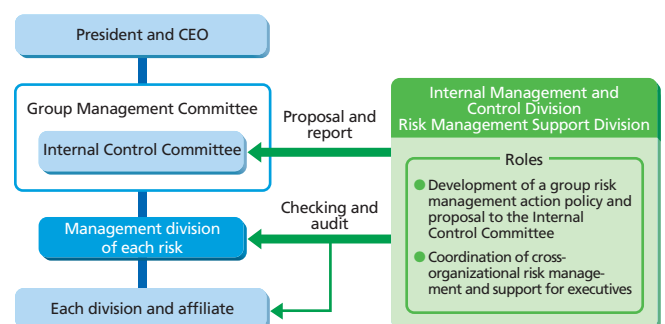 President and CEO
Group Management Committee
Internal Control Committee
Management division
of each risk
Each division and affiliate
Proposal and
report
Checking and
audit
Internal Management and
Control Division
Risk Management Support Division
Roles
● Development of a group risk
management action policy and
proposal to the Internal
Control Committee
● Coordination of cross-
organizational risk manage-
ment and support for executives